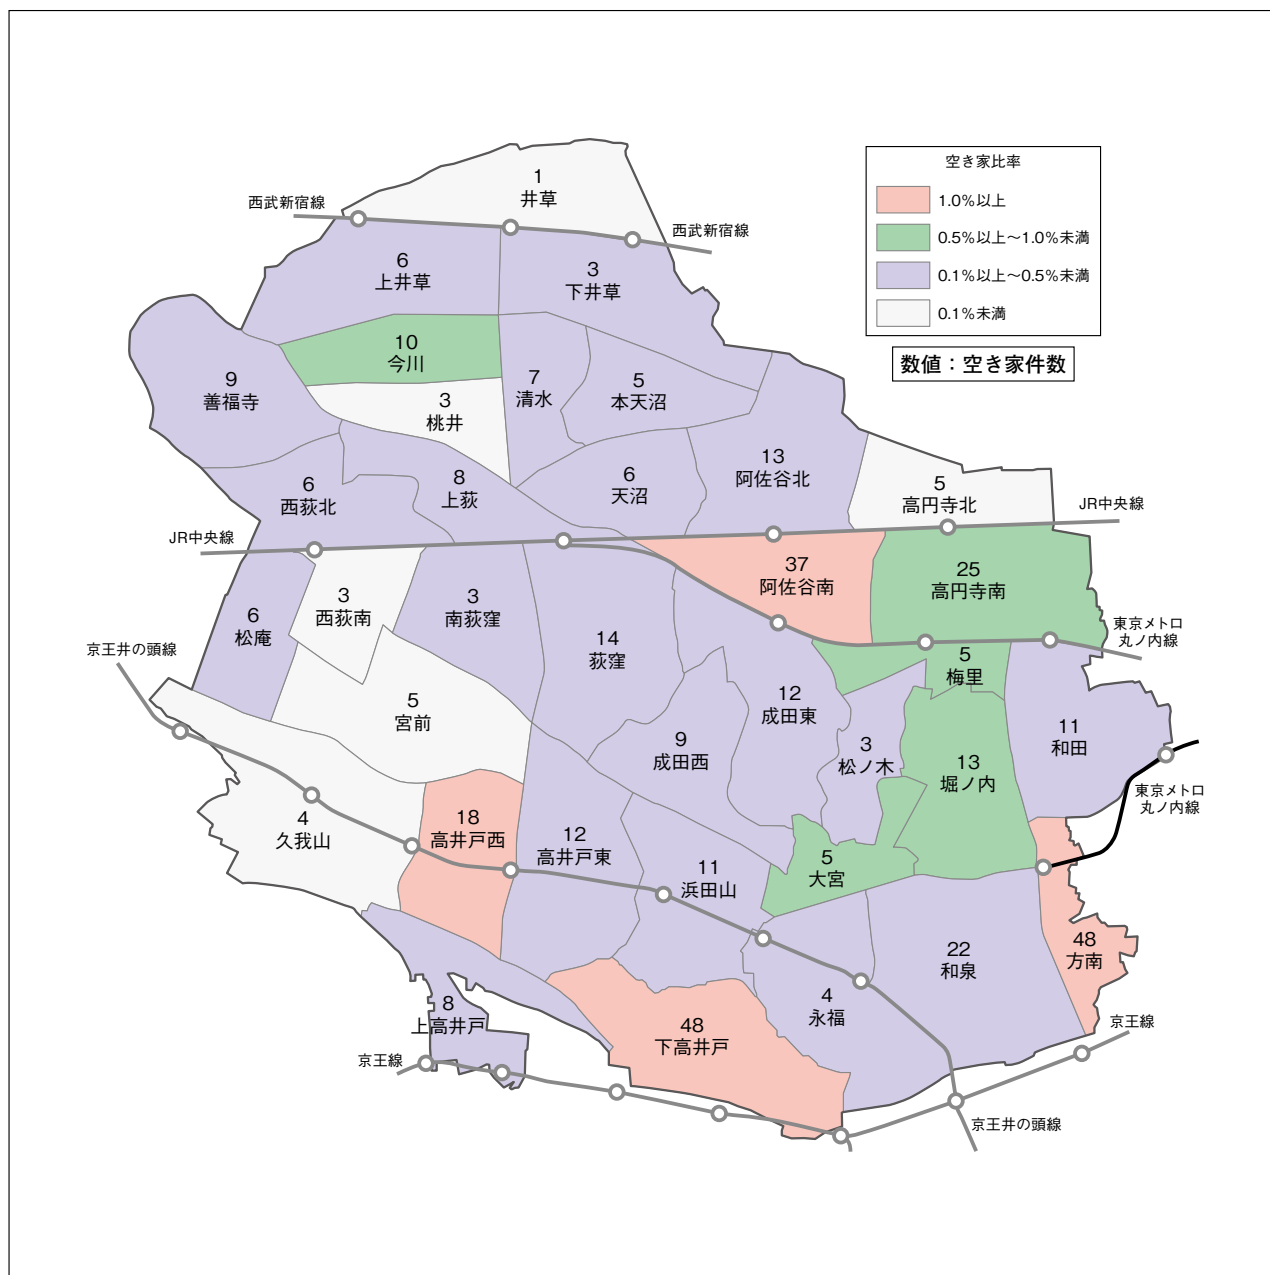 空き家比率
1.0%以上
0.5%以上〜1.0%未満
0.1%以上〜0.5%未満
0.1%未満
数値：空き家件数
1
井草
西武新宿線
西武新宿線
6
上井草
3
下井草
10
今川
9
善福寺
7
清水
5
本天沼
3
桃井
13
阿佐谷北
6
西荻北
8
上荻
6
天沼
5
高円寺北
JR中央線
JR中央線
37
阿佐谷南
25
高円寺南
6
松庵
3
西荻南
3
南荻窪
14
荻窪
東京メトロ
丸ノ内線
京王井の頭線
5
梅里
5
宮前
12
成田東
9
成田西
3
松ノ木
11
和田
13
堀ノ内
東京メトロ
丸ノ内線
4
久我山
18
高井戸西
12
高井戸東
11
浜田山
5
大宮
22
和泉
48
方南
8
上高井戸
4
永福
48
下高井戸
京王線
京王線
京王井の頭線